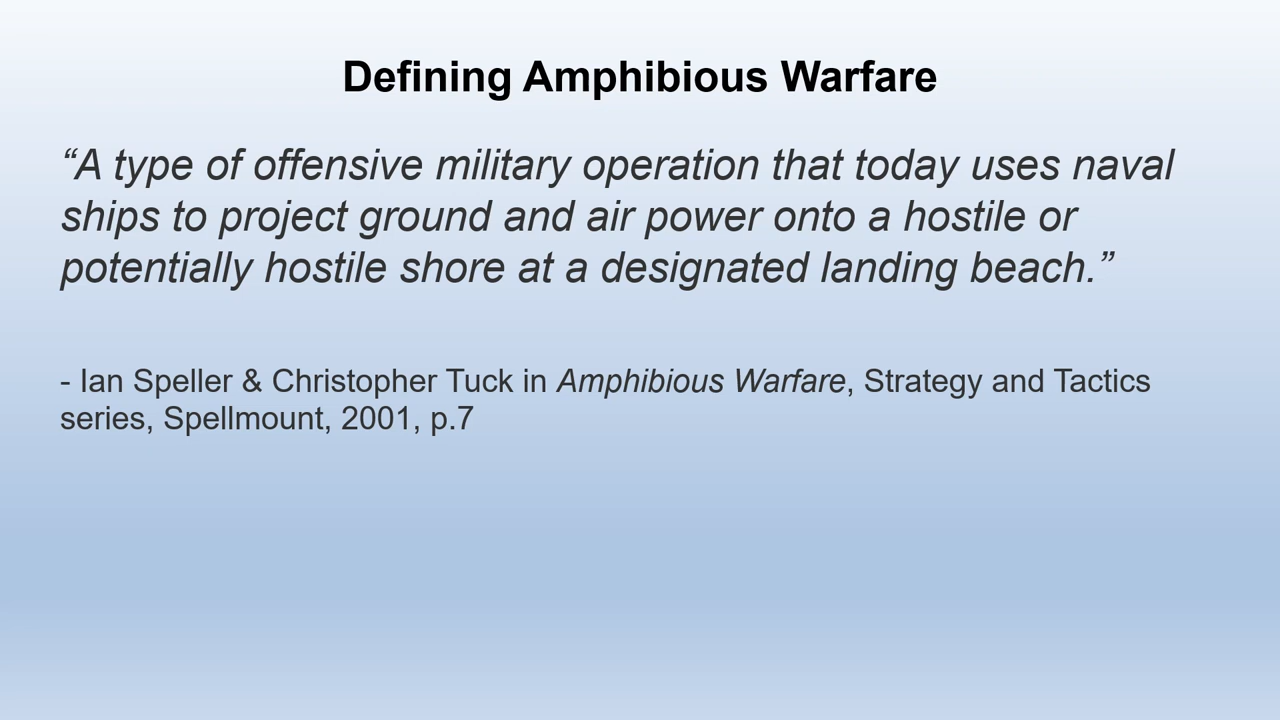 Defining Amphibious Warfare
“A type of offensive military operation that today uses naval
ships to project ground and air power onto a hostile or
potentially hostile shore at a designated landing beach.”
- Ian Speller & Christopher Tuck in Amphibious Warfare, Strategy and Tactics
series, Spellmount, 2001, p.7